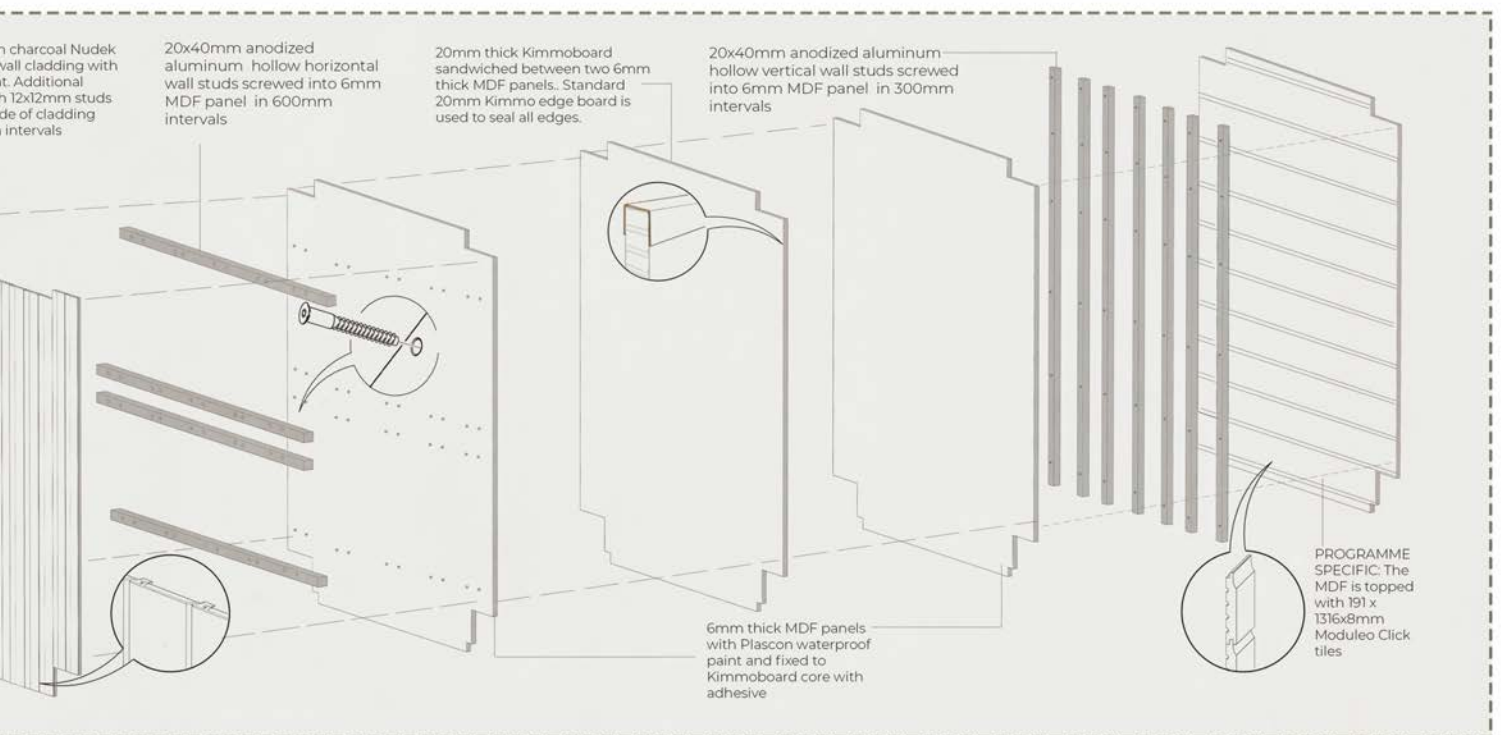 charcoal Nudek
wall cladding with
Additional
12x12mm studs
of cladding
intervals
20x40mm anodized
aluminum hollow horizontal
wall studs screwed into 6mm
MDF panel in 600mm
intervals
20mm thick Kimmoboard
sandwiched between two 6mm
thick MDF panels.. Standard
20mm Kimmo edge board is
used to seal all edges.
20x40mm anodized aluminum
hollow vertical wall studs screwed
into 6mm MDF panel in 300mm
intervals
6mm thick MDF panels
with Plascon waterproof
paint and fixed to
Kimmoboard core with
adhesive
PROGRAMME
SPECIFIC: The
MDF is topped
with 191 x
1316x8mm
Moduleo Click
tiles